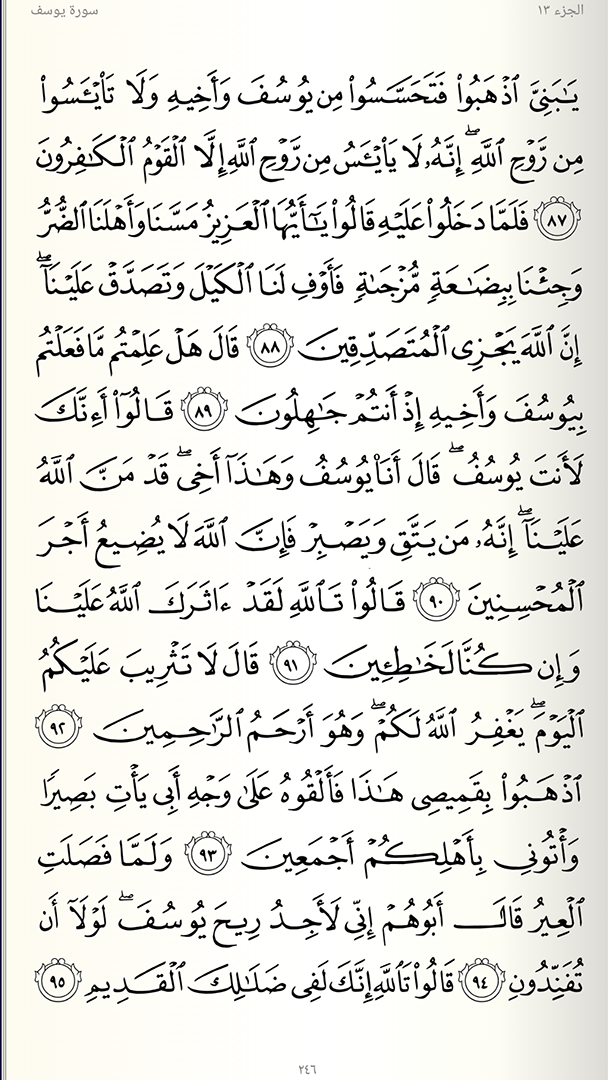 الجزء ١٣
سورة يوسف
يَـٰبَنِىَّ ٱذْهَبُوا۟ فَتَحَسَّسُوا۟ مِن يُوسُفَ وَأَخِيهِ وَلَا تَا۟يْـَٔسُوا۟
مِن رَّوْحِ ٱللَّهِ ۖ إِنَّهُۥ لَا يَا۟يْـَٔسُ مِن رَّوْحِ ٱللَّهِ إِلَّا ٱلْقَوْمُ ٱلْكَـٰفِرُونَ
٨٧ فَلَمَّا دَخَلُوا۟ عَلَيْهِ قَالُوا۟ يَـٰٓأَيُّهَا ٱلْعَزِيزُ مَسَّنَا وَأَهْلَنَا ٱلضُّرُّ
وَجِئْنَا بِبِضَـٰعَةٍ مُّزْجَىٰةٍ فَأَوْفِ لَنَا ٱلْكَيْلَ وَتَصَدَّقْ عَلَيْنَآ ۖ
إِنَّ ٱللَّهَ يَجْزِى ٱلْمُتَصَدِّقِينَ ٨٨ قَالَ هَلْ عَلِمْتُم مَّا فَعَلْتُم
بِيُوسُفَ وَأَخِيهِ إِذْ أَنتُمْ جَـٰهِلُونَ ٨٩ قَالُوٓا۟ أَءِنَّكَ
لَأَنتَ يُوسُفُ ۖ قَالَ أَنَا۠ يُوسُفُ وَهَـٰذَآ أَخِى ۖ قَدْ مَنَّ ٱللَّهُ
عَلَيْنَآ ۖ إِنَّهُۥ مَن يَتَّقِ وَيَصْبِرْ فَإِنَّ ٱللَّهَ لَا يُضِيعُ أَجْرَ
ٱلْمُحْسِنِينَ ٩٠ قَالُوا۟ تَٱللَّهِ لَقَدْ ءَاثَرَكَ ٱللَّهُ عَلَيْنَا
وَإِن كُنَّا لَخَـٰطِـِٔينَ ٩١ قَالَ لَا تَثْرِيبَ عَلَيْكُمُ
ٱلْيَوْمَ ۖ يَغْفِرُ ٱللَّهُ لَكُمْ ۖ وَهُوَ أَرْحَمُ ٱلرَّٰحِمِينَ ٩٢
ٱذْهَبُوا۟ بِقَمِيصِى هَـٰذَا فَأَلْقُوهُ عَلَىٰ وَجْهِ أَبِى يَأْتِ بَصِيرًا
وَأْتُونِى بِأَهْلِكُمْ أَجْمَعِينَ ٩٣ وَلَمَّا فَصَلَتِ
ٱلْعِيرُ قَالَ أَبُوهُمْ إِنِّى لَأَجِدُ رِيحَ يُوسُفَ ۖ لَوْلَآ أَن
تُفَنِّدُونِ ٩٤ قَالُوا۟ تَٱللَّهِ إِنَّكَ لَفِى ضَلَـٰلِكَ ٱلْقَدِيمِ ٩٥
٢٤٦